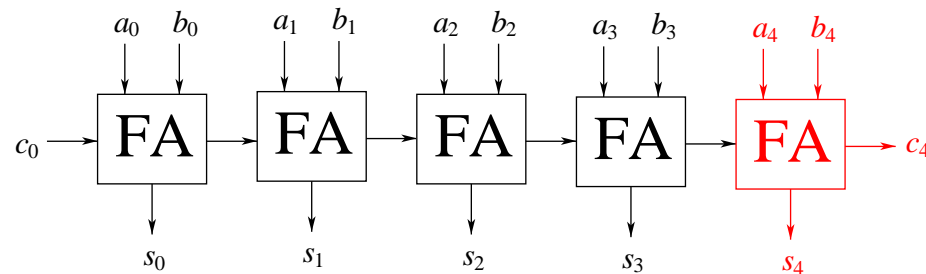 a0 b0 a1 b1 a2 b2 a3 b3 a4 b4
c0 FA FA FA FA FA c4
s0 s1 s2 s3 s4